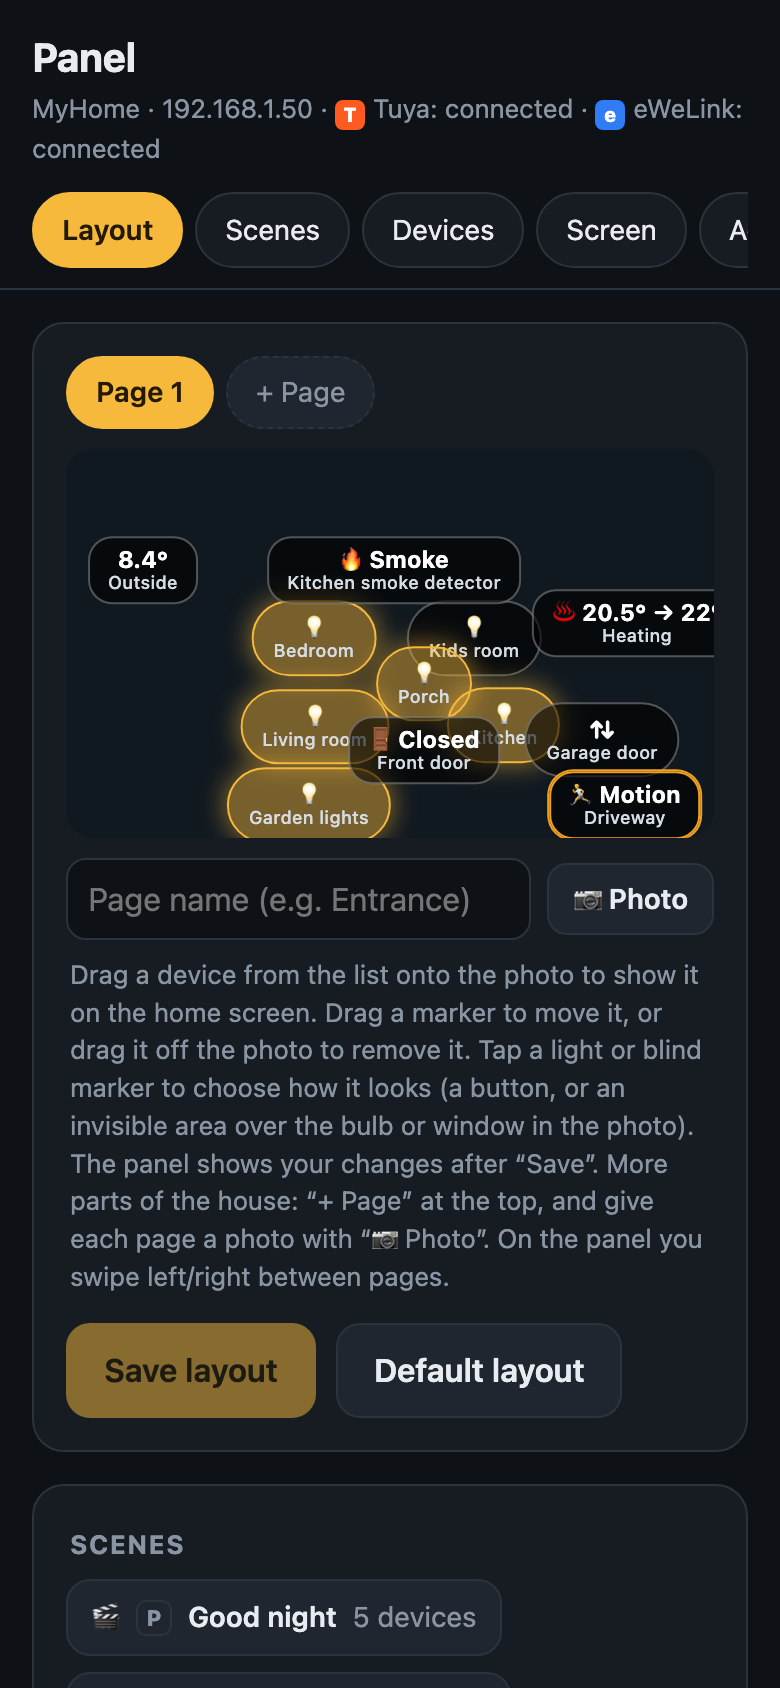 Panel
MyHome · 192.168.1.50 · T Tuya: connected · e eWeLink:
connected
Layout Scenes Devices Screen A
Page 1 + Page
8.4°
Outside
🔥 Smoke
Kitchen smoke detector
♨️ 20.5° → 22°
Heating
Bedroom
Kids room
Porch
Living room
Kitchen
Closed
Front door
Garage door
Motion
Driveway
Garden lights
Page name (e.g. Entrance) 📷 Photo
Drag a device from the list onto the photo to show it
on the home screen. Drag a marker to move it, or
drag it off the photo to remove it. Tap a light or blind
marker to choose how it looks (a button, or an
invisible area over the bulb or window in the photo).
The panel shows your changes after “Save”. More
parts of the house: “+ Page” at the top, and give
each page a photo with “📷 Photo”. On the panel you
swipe left/right between pages.
Save layout Default layout
SCENES
🎬 P Good night 5 devices